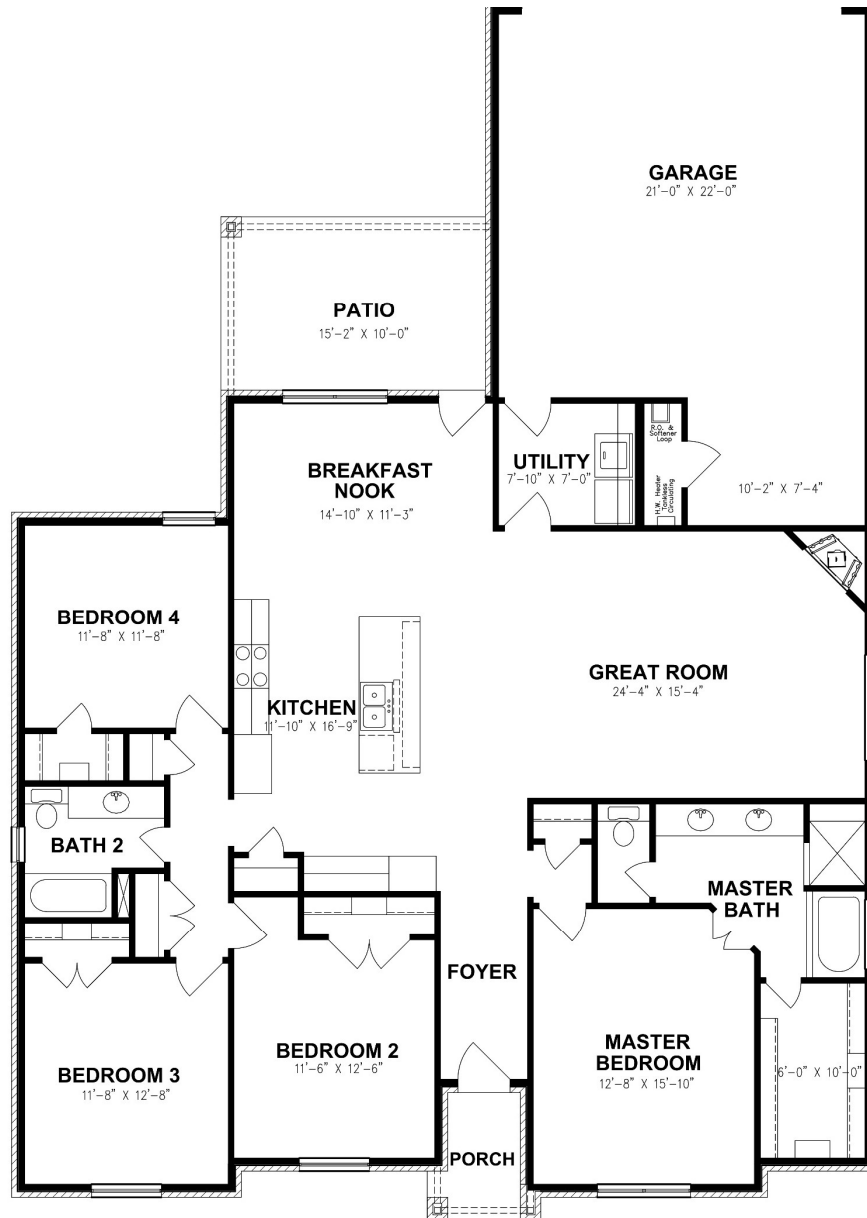 GARAGE
21'-0" X 22'-0"
PATIO
15'-2" X 10'-0"
BREAKFAST
NOOK
14'-10" X 11'-3"
UTILITY
7'-10" X 7'-0"
R.O. &
Softener
Loop
H.W. Heater
Tankless
Circulating
10'-2" X 7'-4"
BEDROOM 4
11'-8" X 11'-8"
KITCHEN
11'-10" X 16'-9"
GREAT ROOM
24'-4" X 15'-4"
BATH 2
MASTER
BATH
FOYER
BEDROOM 3
11'-8" X 12'-8"
BEDROOM 2
11'-6" X 12'-6"
MASTER
BEDROOM
12'-8" X 15'-10"
6'-0" X 10'-0"
PORCH